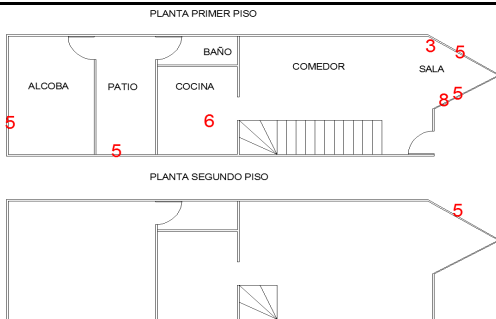 PLANTA PRIMER PISO
3
5
BAÑO
COMEDOR
SALA
ALCOBA
PATIO
COCINA
8
5
5
6
5
PLANTA SEGUNDO PISO
5